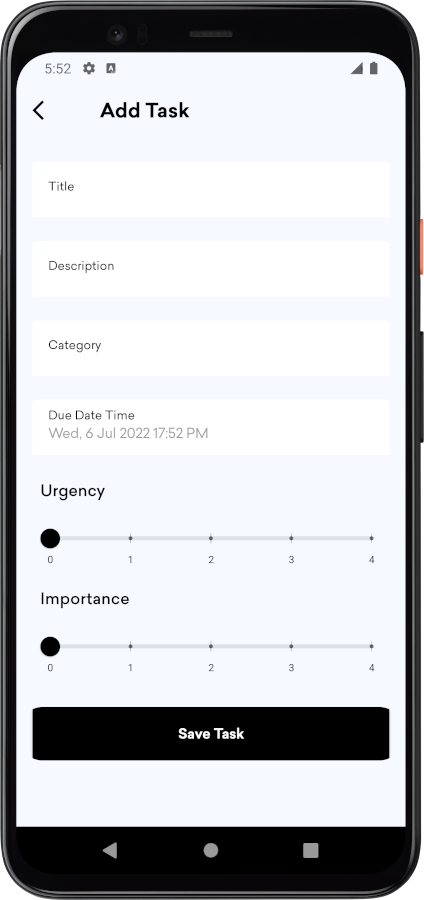 5:52
Add Task
Title
Description
Category
Due Date Time
Wed, 6 Jul 2022 17:52 PM
Urgency
0 1 2 3 4
Importance
0 1 2 3 4
Save Task